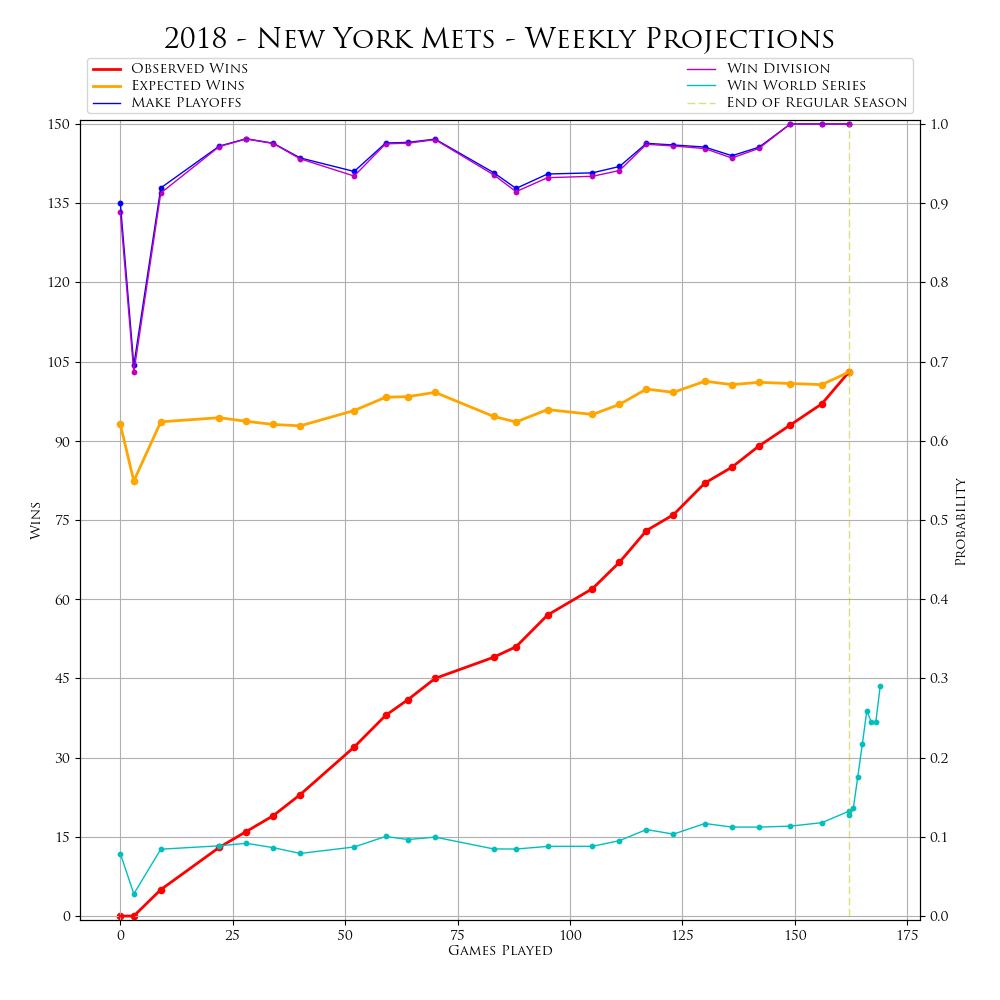 2018 - New York Mets - Weekly Projections
Observed Wins
Expected Wins
Make Playoffs
Win Division
Win World Series
End of Regular Season
150
135
120
105
90
75
60
45
30
15
0
Wins
1.0
0.9
0.8
0.7
0.6
0.5
0.4
0.3
0.2
0.1
0.0
Probability
0 25 50 75 100 125 150 175
Games Played